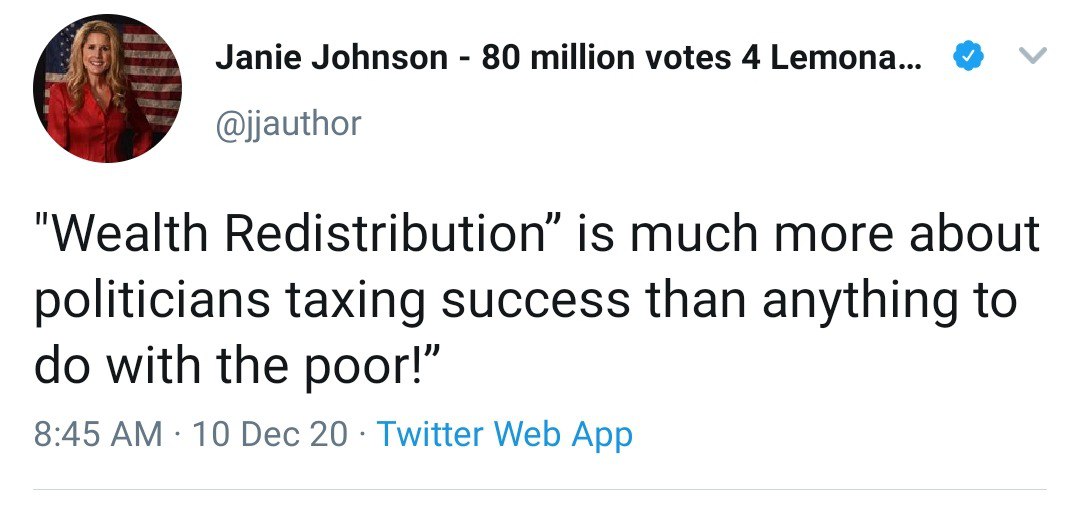 Janie Johnson - 80 million votes 4 Lemona...
@jjauthor
"Wealth Redistribution” is much more about
politicians taxing success than anything to
do with the poor!”
8:45 AM · 10 Dec 20 · Twitter Web App